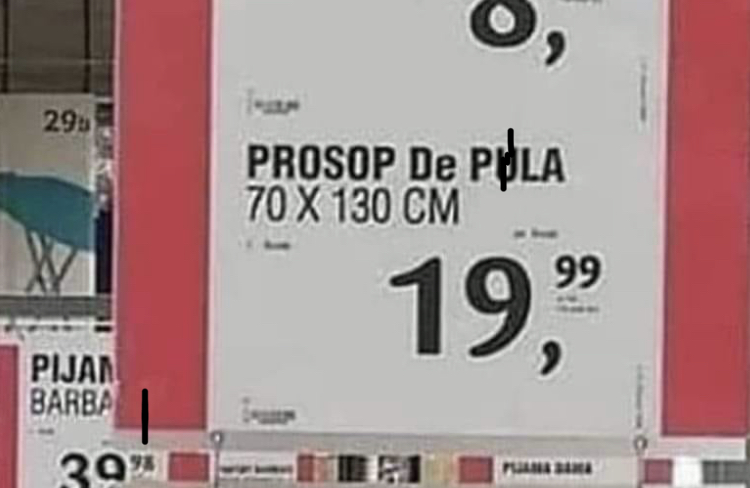 8,
29
PROSOP De PULA
70 X 130 CM
19,99
PIJAM
BARBA
39 98
PIJAMA DAMA